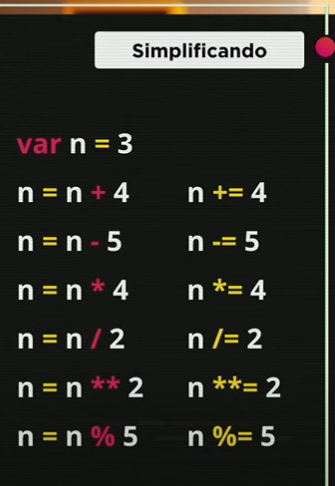 Simplificando
var n = 3
n = n + 4    n += 4
n = n - 5    n -= 5
n = n * 4    n *= 4
n = n / 2    n /= 2
n = n ** 2    n **= 2
n = n % 5    n %= 5